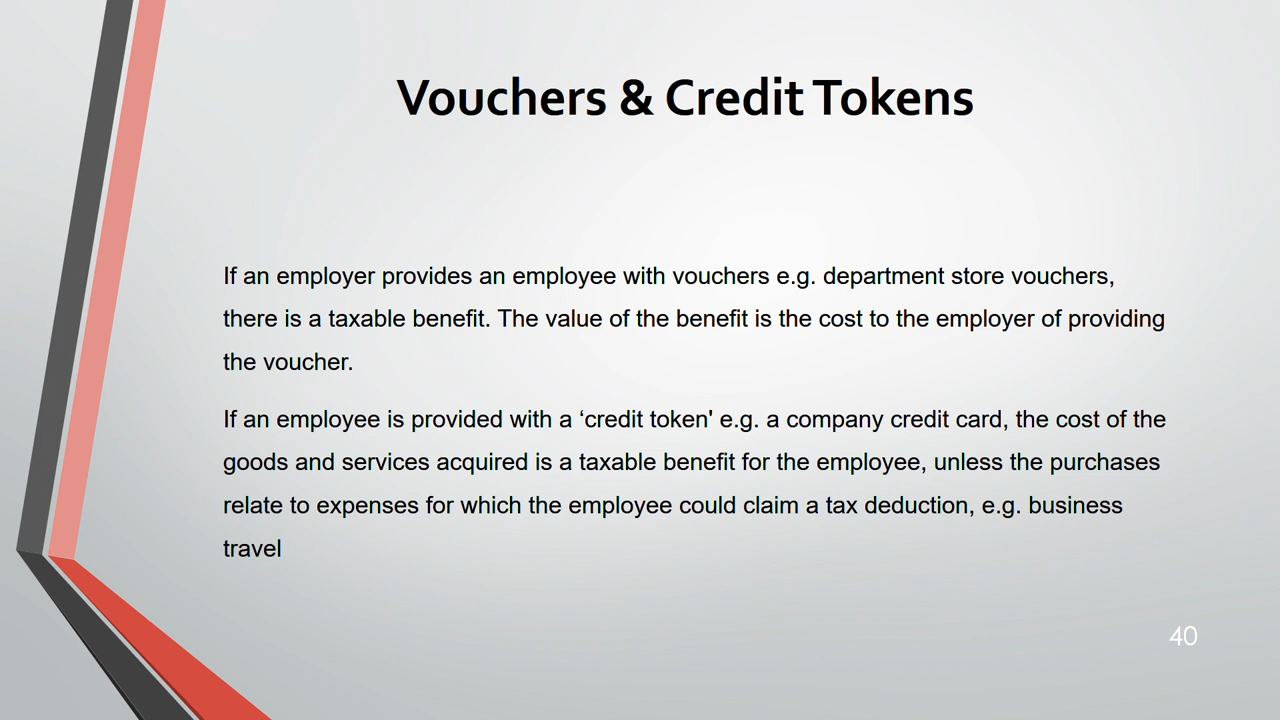 Vouchers & Credit Tokens
If an employer provides an employee with vouchers e.g. department store vouchers,
there is a taxable benefit. The value of the benefit is the cost to the employer of providing
the voucher.
If an employee is provided with a ‘credit token' e.g. a company credit card, the cost of the
goods and services acquired is a taxable benefit for the employee, unless the purchases
relate to expenses for which the employee could claim a tax deduction, e.g. business
travel
40